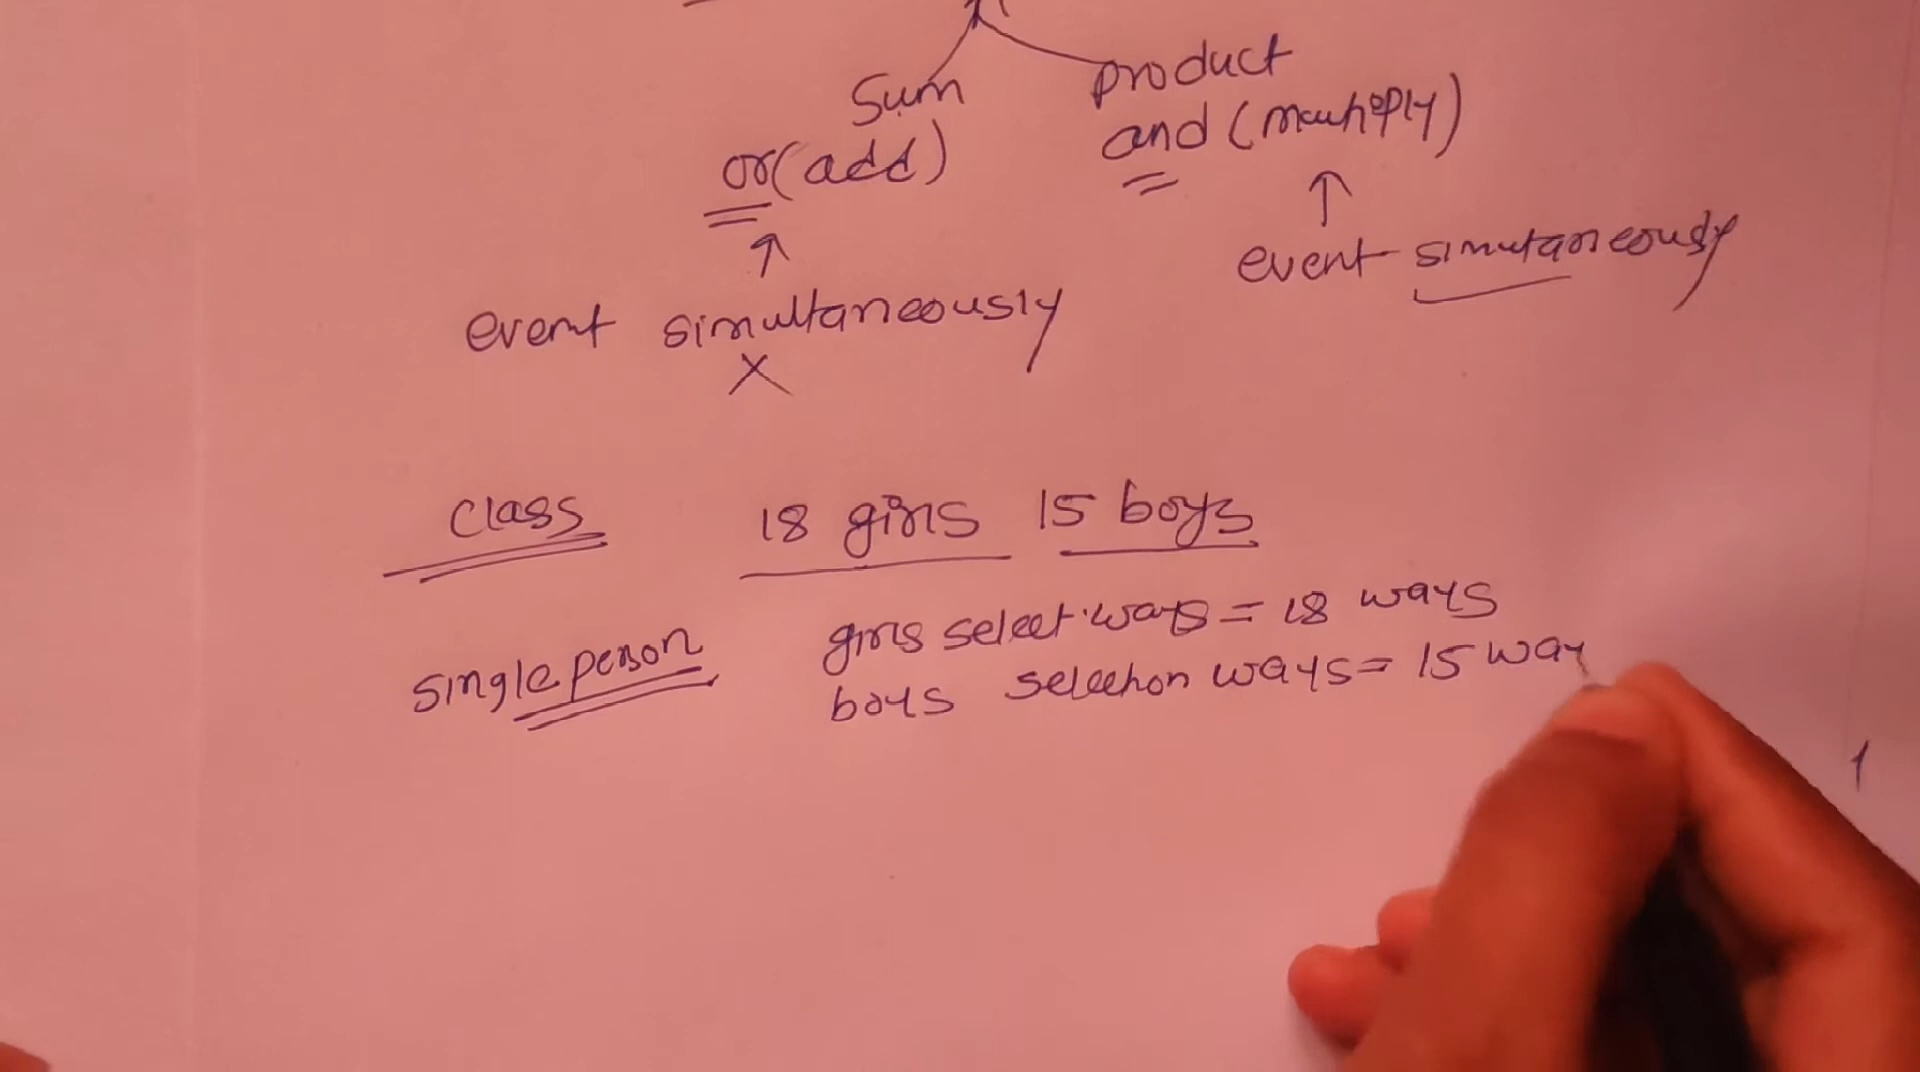 Sum product
or(add) and (multiply)
event simutaneously
event simultaneously
X
class 18 girls 15 boys
single person girls select ways = 18 ways
boys selection ways = 15 way